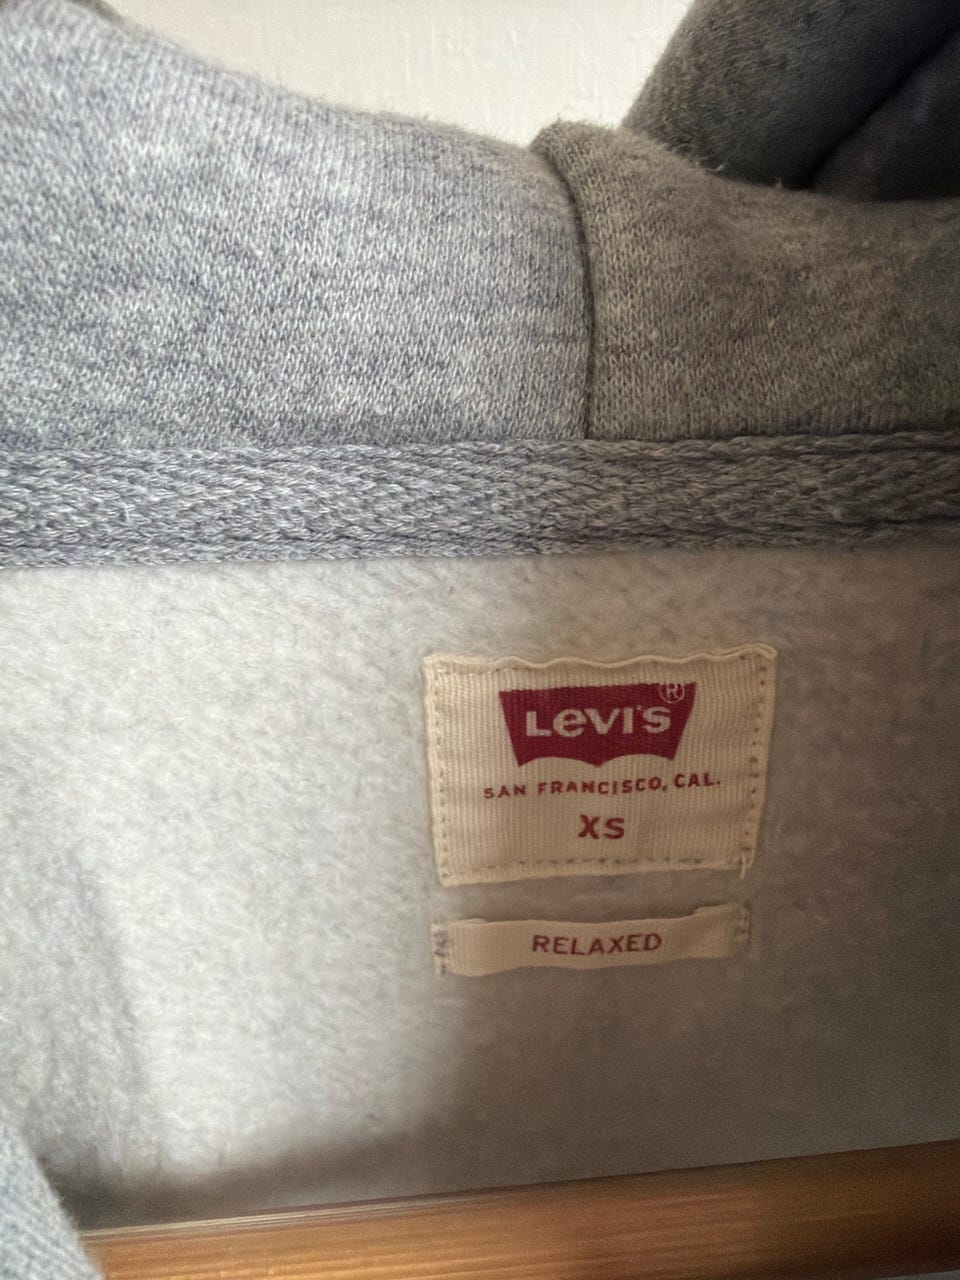 Levi's®
SAN FRANCISCO, CAL.
XS
RELAXED